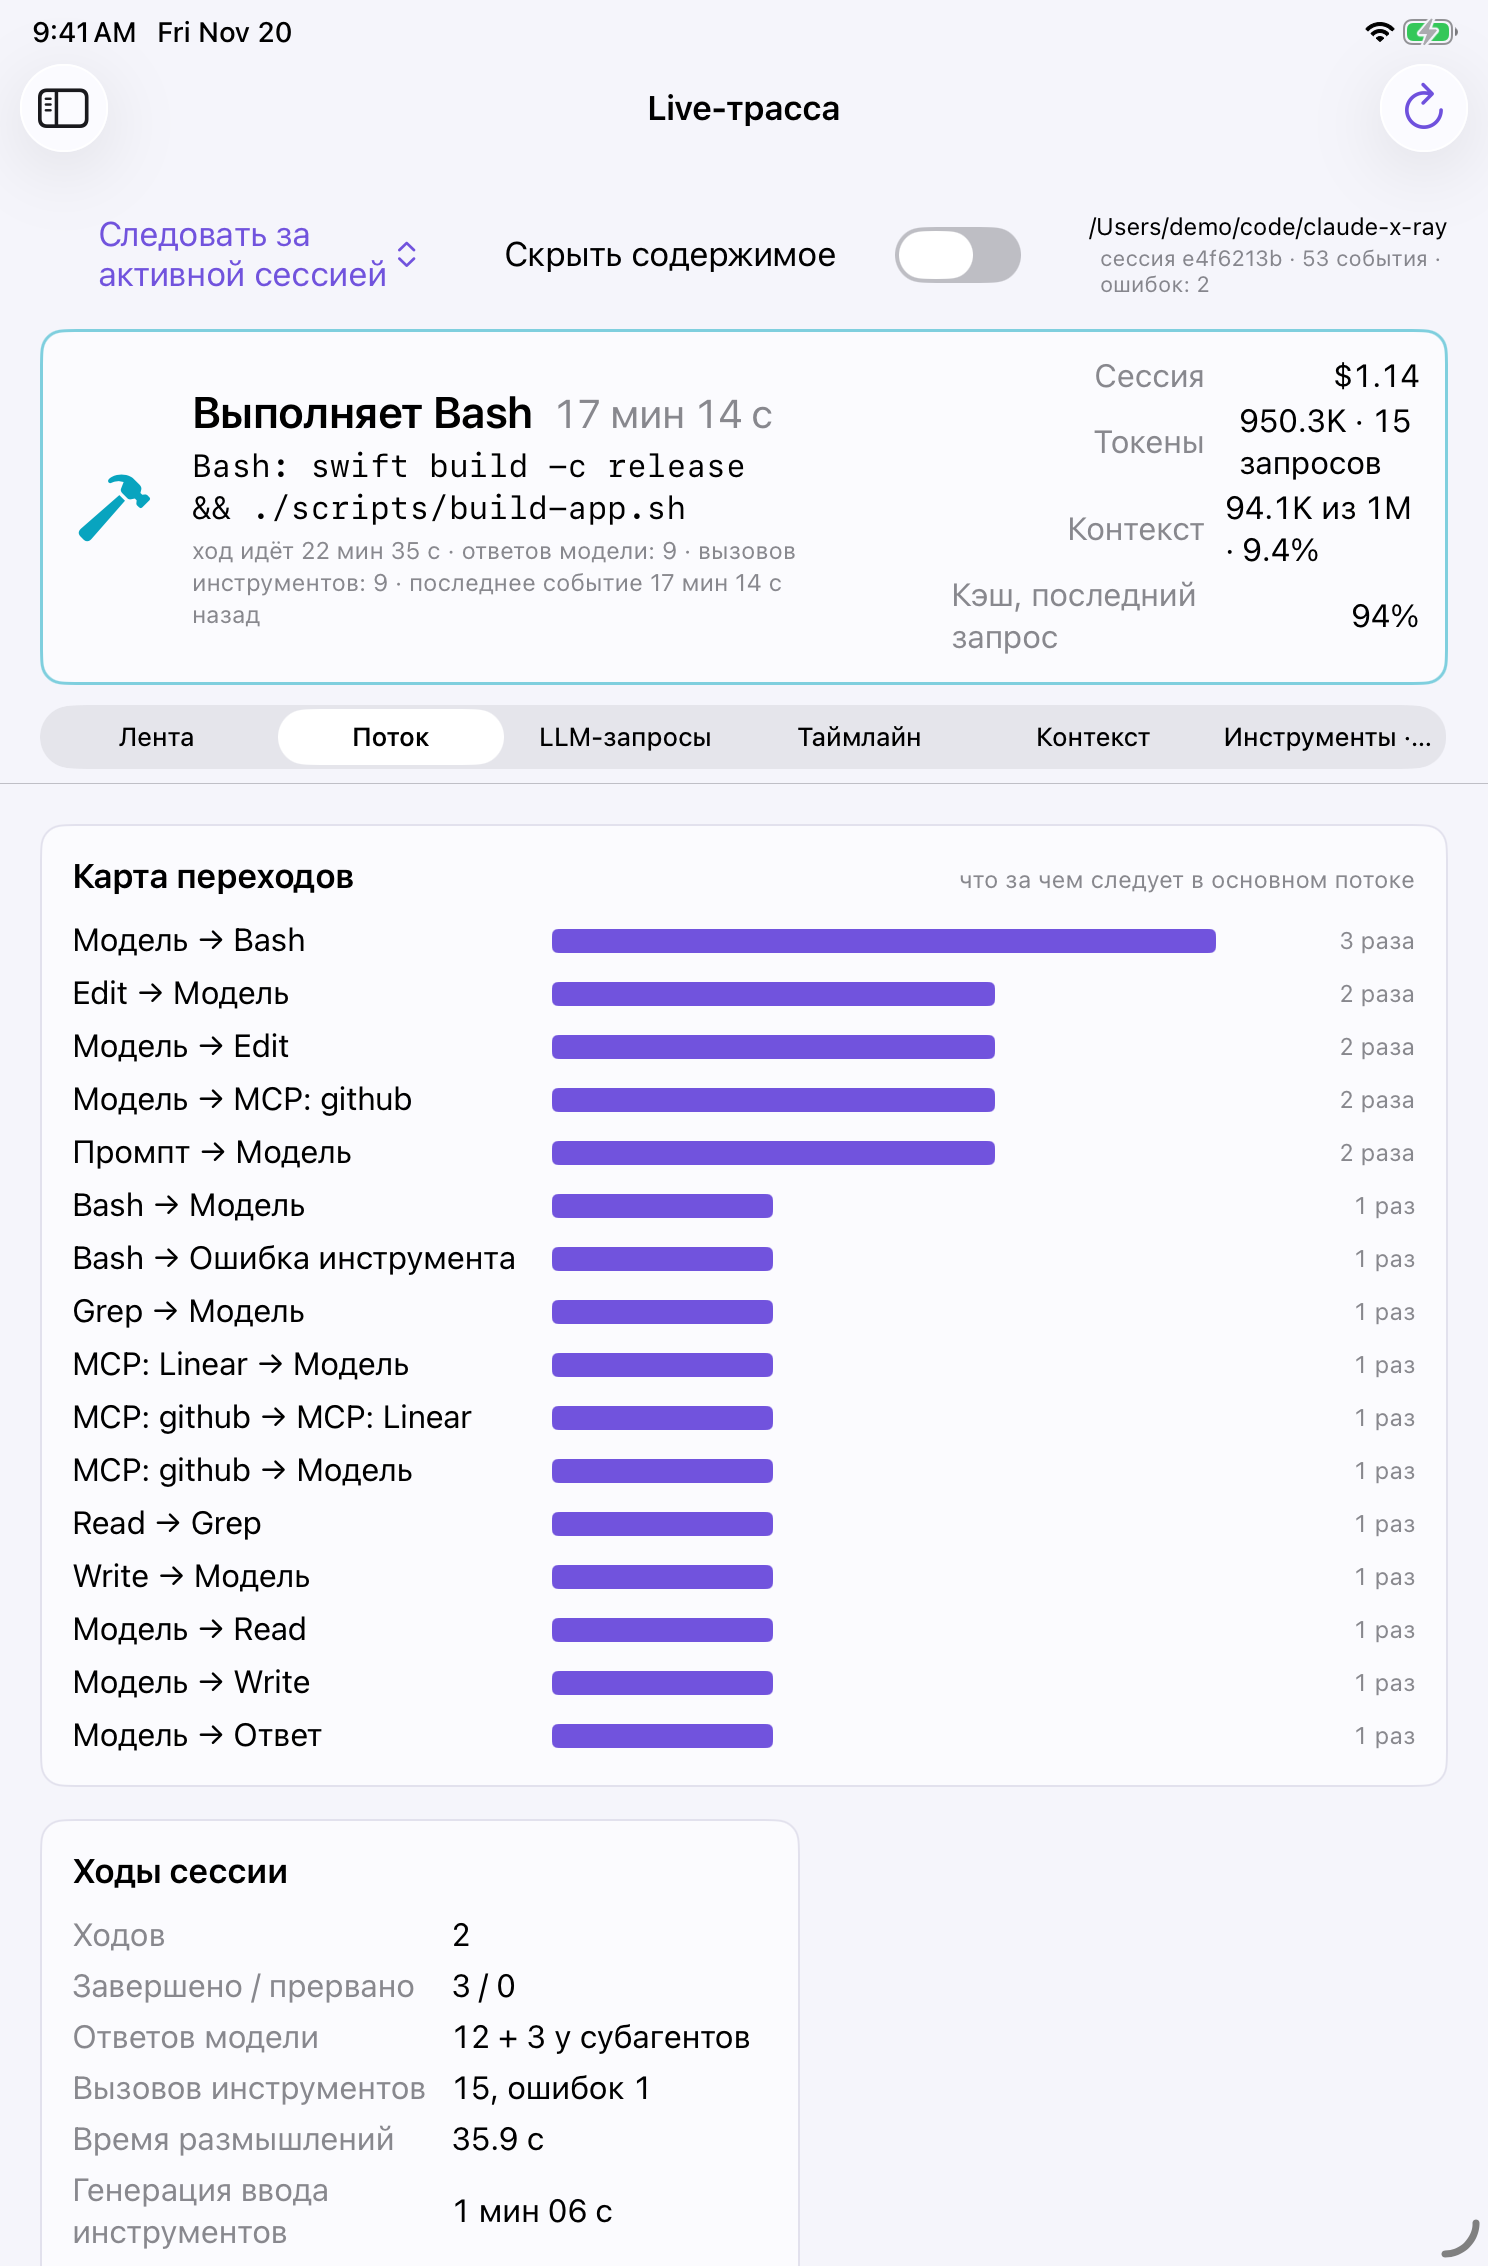 9:41 AM Fri Nov 20
Live-трасса
Следовать за
активной сессией
Скрыть содержимое
/Users/demo/code/claude-x-ray
сессия e4f6213b · 53 события ·
ошибок: 2
Выполняет Bash 17 мин 14 с
Bash: swift build -c release
&& ./scripts/build-app.sh
ход идёт 22 мин 35 с · ответов модели: 9 · вызовов
инструментов: 9 · последнее событие 17 мин 14 с
назад
Сессия $1.14
Токены 950.3K · 15
запросов
Контекст 94.1K из 1M
· 9.4%
Кэш, последний
запрос 94%
Лента Поток LLM-запросы Таймлайн Контекст Инструменты ·...
Карта переходов что за чем следует в основном потоке
Модель → Bash 3 раза
Edit → Модель 2 раза
Модель → Edit 2 раза
Модель → MCP: github 2 раза
Промпт → Модель 2 раза
Bash → Модель 1 раз
Bash → Ошибка инструмента 1 раз
Grep → Модель 1 раз
MCP: Linear → Модель 1 раз
MCP: github → MCP: Linear 1 раз
MCP: github → Модель 1 раз
Read → Grep 1 раз
Write → Модель 1 раз
Модель → Read 1 раз
Модель → Write 1 раз
Модель → Ответ 1 раз
Ходы сессии
Ходов 2
Завершено / прервано 3 / 0
Ответов модели 12 + 3 у субагентов
Вызовов инструментов 15, ошибок 1
Время размышлений 35.9 с
Генерация ввода
инструментов 1 мин 06 с